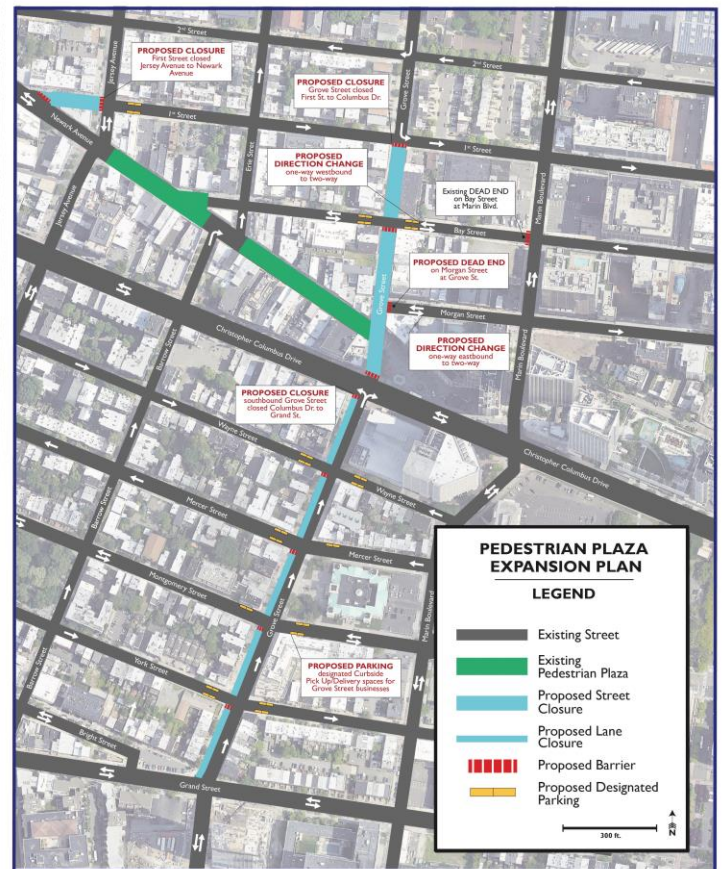 2nd Street
PROPOSED CLOSURE
First Street closed
Jersey Avenue to Newark
Avenue
Jersey Avenue
PROPOSED CLOSURE
Grove Street closed
First St. to Columbus Dr.
Grove Street
2nd Street
Newark Avenue
1st Street
1st Street
Erie Street
PROPOSED
DIRECTION CHANGE
one-way westbound
to two-way
Existing DEAD END
on Bay Street
at Marin Blvd.
Marin Boulevard
Jersey Avenue
Bay Street
PROPOSED DEAD END
on Morgan Street
at Grove St.
Grove Street
Morgan Street
Christopher Columbus Drive
PROPOSED
DIRECTION CHANGE
one-way eastbound
to two-way
Marin Boulevard
Barrow Street
PROPOSED CLOSURE
southbound Grove Street
closed Columbus Dr. to
Grand St.
Wayne Street
Christopher Columbus Drive
Wayne Street
Barrow Street
Mercer Street
Mercer Street
Montgomery Street
Grove Street
Marin Boulevard
Barrow Street
York Street
PROPOSED PARKING
designated Curbside
Pick Up/Delivery spaces for
Grove Street businesses
Bright Street
Grand Street
PEDESTRIAN PLAZA
EXPANSION PLAN
LEGEND
Existing Street
Existing
Pedestrian Plaza
Proposed Street
Closure
Proposed Lane
Closure
Proposed Barrier
Proposed Designated
Parking
300 ft.
N